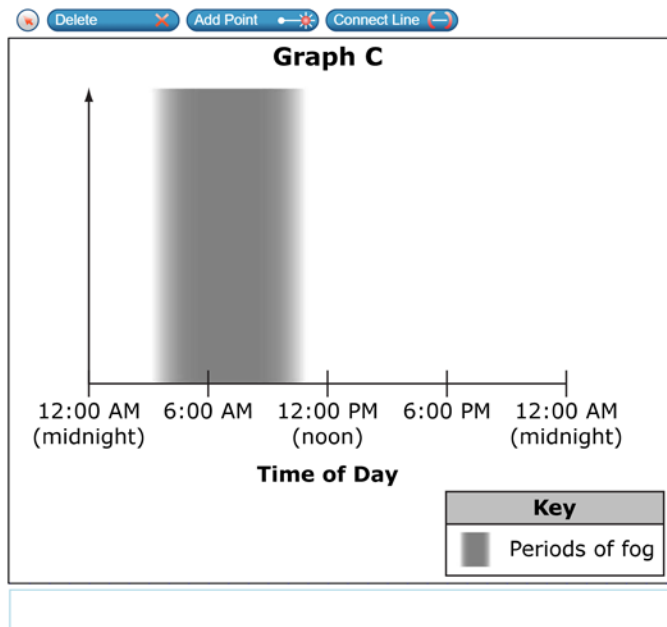 Delete Add Point Connect Line
Graph C
12:00 AM 6:00 AM 12:00 PM 6:00 PM 12:00 AM
(midnight) (noon) (midnight)
Time of Day
Key
Periods of fog